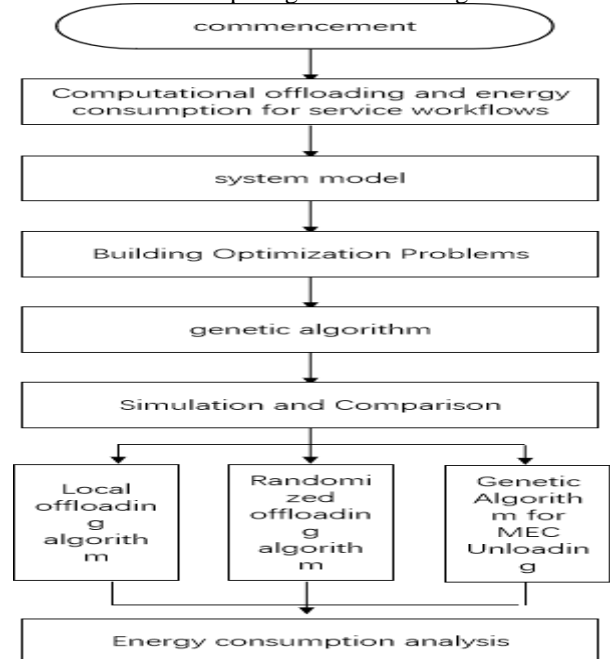 commencement
Computational offloading and energy
consumption for service workflows
system model
Building Optimization Problems
genetic algorithm
Simulation and Comparison
Local
offloadin
g
algorith
m
Randomi
zed
offloadin
g
algorith
m
Genetic
Algorith
m for
MEC
Unloadin
g
Energy consumption analysis